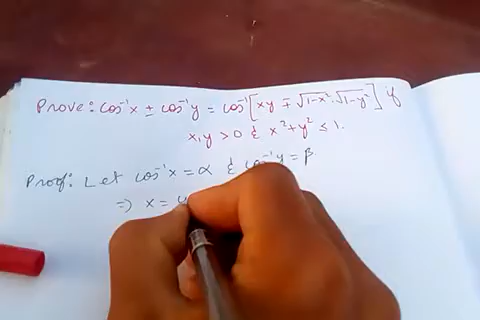 Prove: cos⁻¹x ± cos⁻¹y = cos⁻¹[xy ∓ √1-x² · √1-y²] if
x, y > 0 & x² + y² ≤ 1.
Proof: Let cos⁻¹x = α & cos⁻¹y = β
⇒ x =